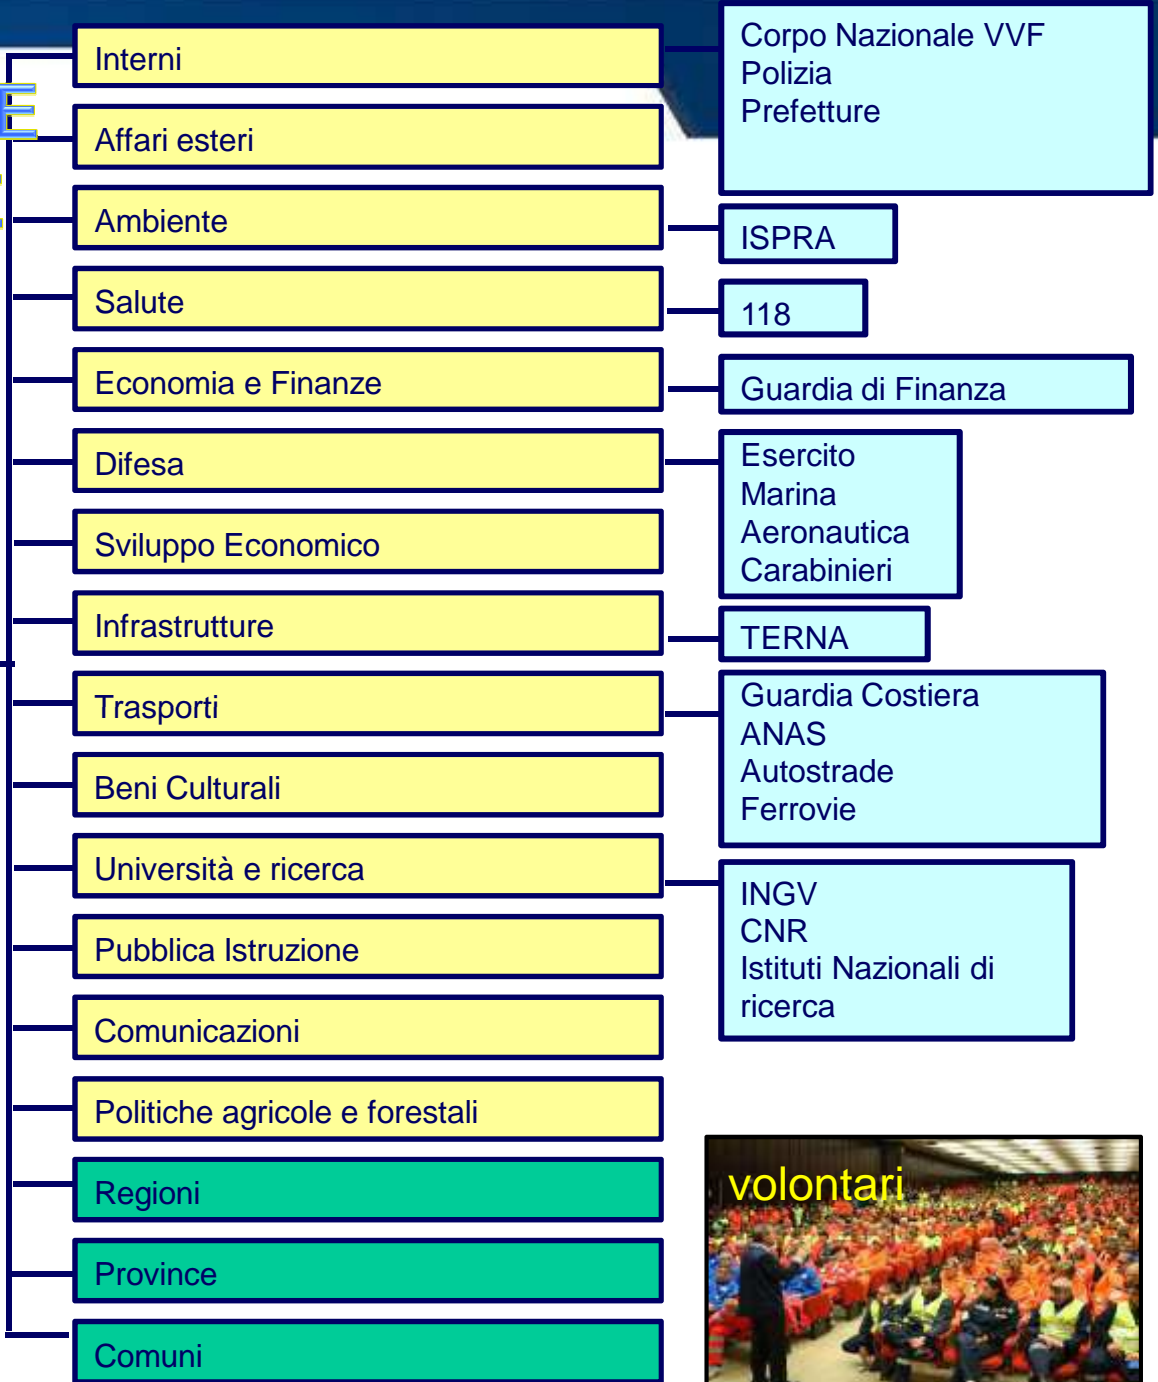 Interni
Corpo Nazionale VVF
Polizia
Prefetture
E
Affari esteri
Ambiente
ISPRA
Salute
118
Economia e Finanze
Guardia di Finanza
Difesa
Esercito
Marina
Aeronautica
Carabinieri
Sviluppo Economico
Infrastrutture
TERNA
Trasporti
Guardia Costiera
ANAS
Autostrade
Ferrovie
Beni Culturali
Università e ricerca
INGV
CNR
Istituti Nazionali di
ricerca
Pubblica Istruzione
Comunicazioni
Politiche agricole e forestali
Regioni
volontari
Province
Comuni